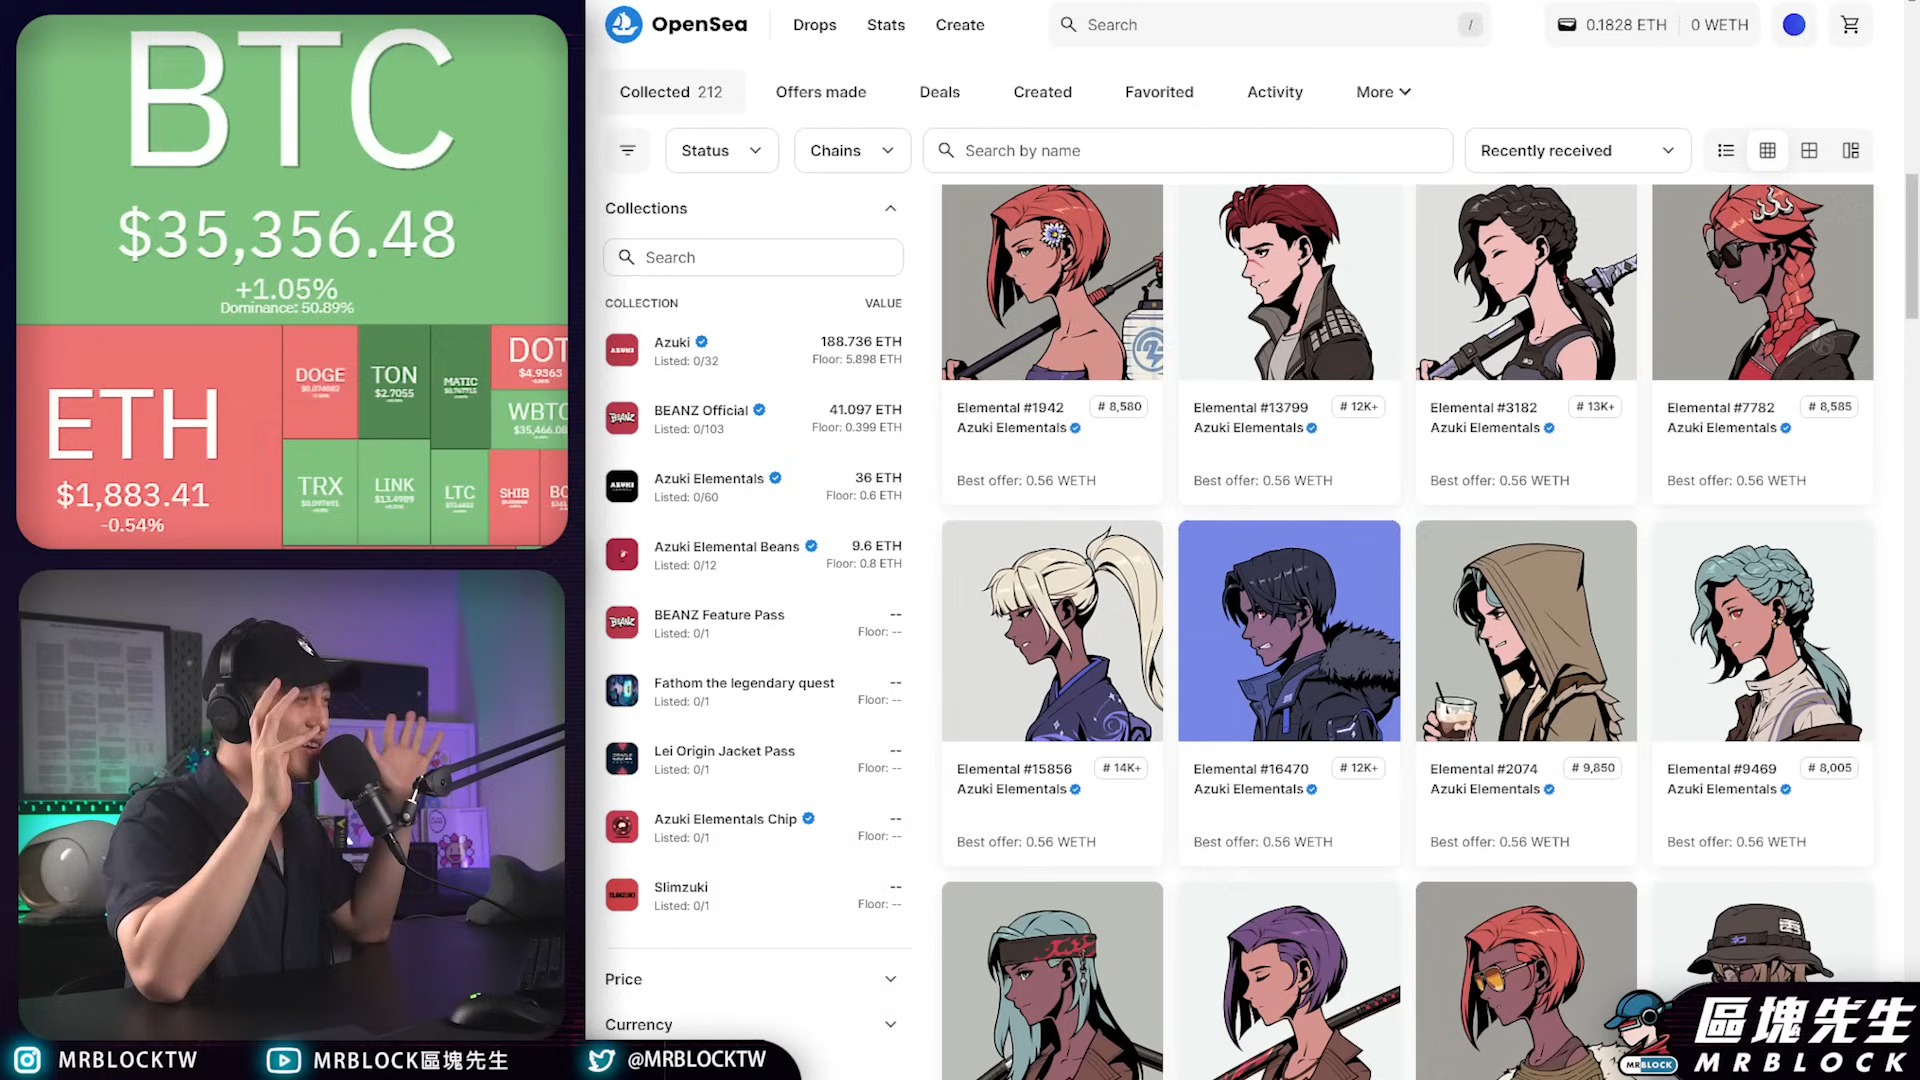 BTC
$35,356.48
+1.05%
Dominance: 50.89%
ETH
$1,883.41
-0.54%
DOGE
TON
$2.7055
MATIC
DOT
$4.9363
WBTC
$35,466.08
TRX
LINK
$13.4989
LTC
SHIB
OpenSea
Drops
Stats
Create
Search
/
0.1828 ETH
0 WETH
Collected 212
Offers made
Deals
Created
Favorited
Activity
More
Status
Chains
Search by name
Recently received
Collections
Search
COLLECTION
VALUE
Azuki
188.736 ETH
Listed: 0/32
Floor: 5.898 ETH
BEANZ Official
41.097 ETH
Listed: 0/103
Floor: 0.399 ETH
Azuki Elementals
36 ETH
Listed: 0/60
Floor: 0.6 ETH
Azuki Elemental Beans
9.6 ETH
Listed: 0/12
Floor: 0.8 ETH
BEANZ Feature Pass
--
Listed: 0/1
Floor: --
Fathom the legendary quest
--
Listed: 0/1
Floor: --
Lei Origin Jacket Pass
--
Listed: 0/1
Floor: --
Azuki Elementals Chip
--
Listed: 0/1
Floor: --
Slimzuki
--
Listed: 0/1
Floor: --
Price
Currency
Elemental #1942
# 8,580
Azuki Elementals
Best offer: 0.56 WETH
Elemental #13799
# 12K+
Azuki Elementals
Best offer: 0.56 WETH
Elemental #3182
# 13K+
Azuki Elementals
Best offer: 0.56 WETH
Elemental #7782
# 8,585
Azuki Elementals
Best offer: 0.56 WETH
Elemental #15856
# 14K+
Azuki Elementals
Best offer: 0.56 WETH
Elemental #16470
# 12K+
Azuki Elementals
Best offer: 0.56 WETH
Elemental #2074
# 9,850
Azuki Elementals
Best offer: 0.56 WETH
Elemental #9469
# 8,005
Azuki Elementals
Best offer: 0.56 WETH
MRBLOCKTW
MRBLOCK區塊先生
@MRBLOCKTW
MRBLOCK
區塊先生
MRBLOCK